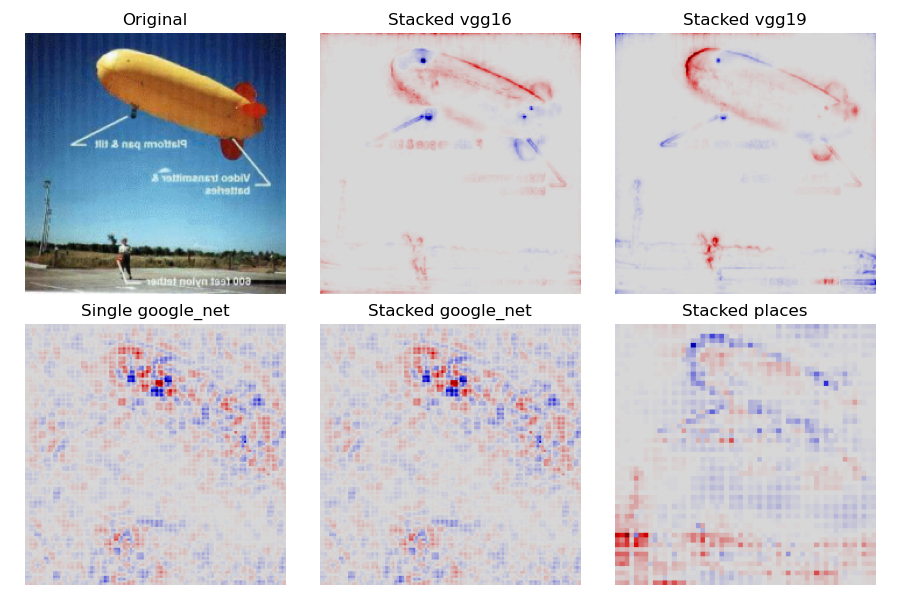 Original
Stacked vgg16
Stacked vgg19
Platform pan & tilt
Video transmitter &
batteries
600 feet nylon tether
Single google_net
Stacked google_net
Stacked places